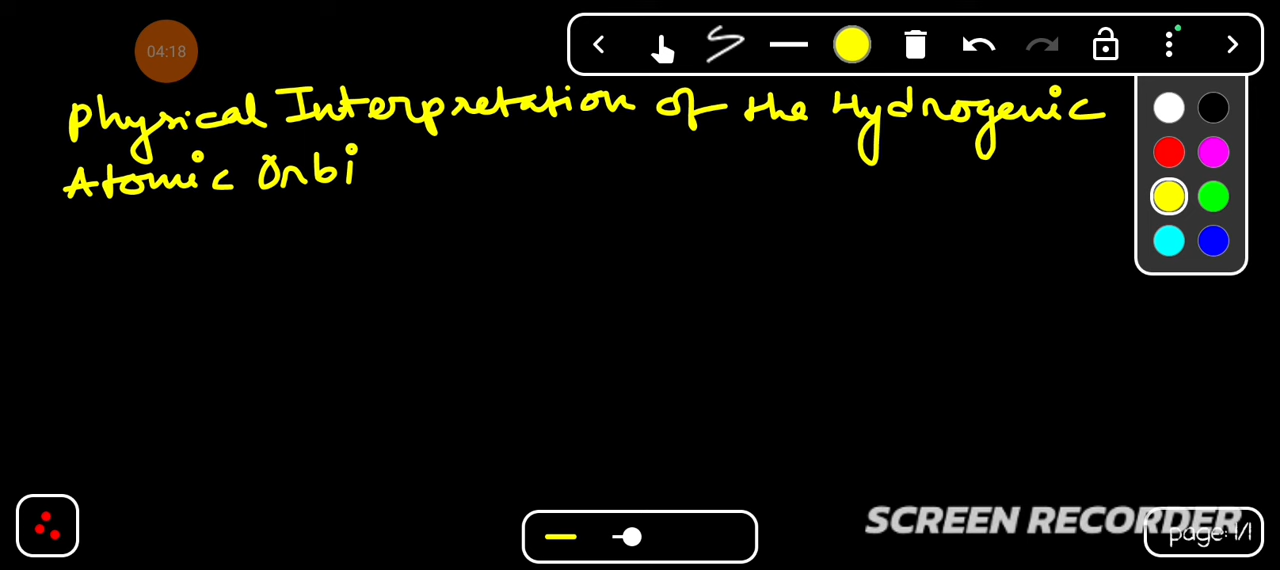 04:18
Physical Interpretation of the Hydrogenic
Atomic Orbi
SCREEN RECORDER
page:1/1